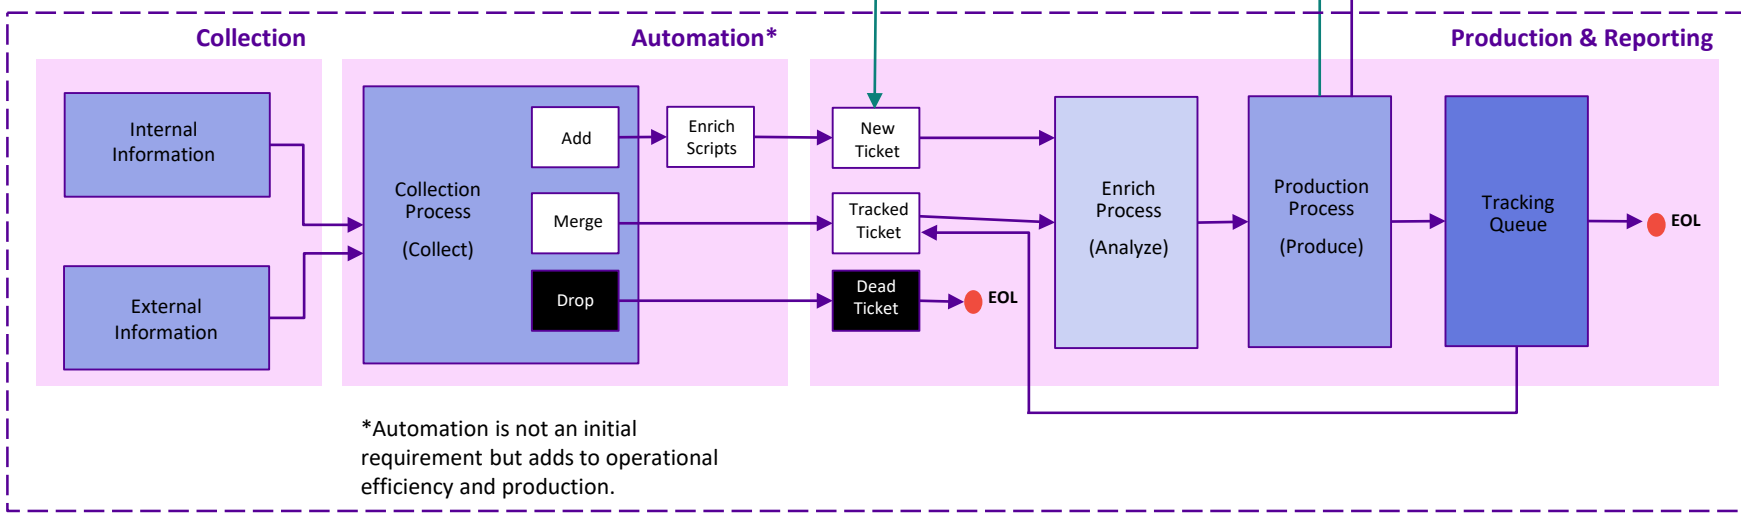 Collection
Automation*
Production & Reporting
Internal
Information
External
Information
Collection
Process
(Collect)
Add
Merge
Drop
Enrich
Scripts
New
Ticket
Tracked
Ticket
Dead
Ticket
EOL
Enrich
Process
(Analyze)
Production
Process
(Produce)
Tracking
Queue
EOL
*Automation is not an initial
requirement but adds to operational
efficiency and production.